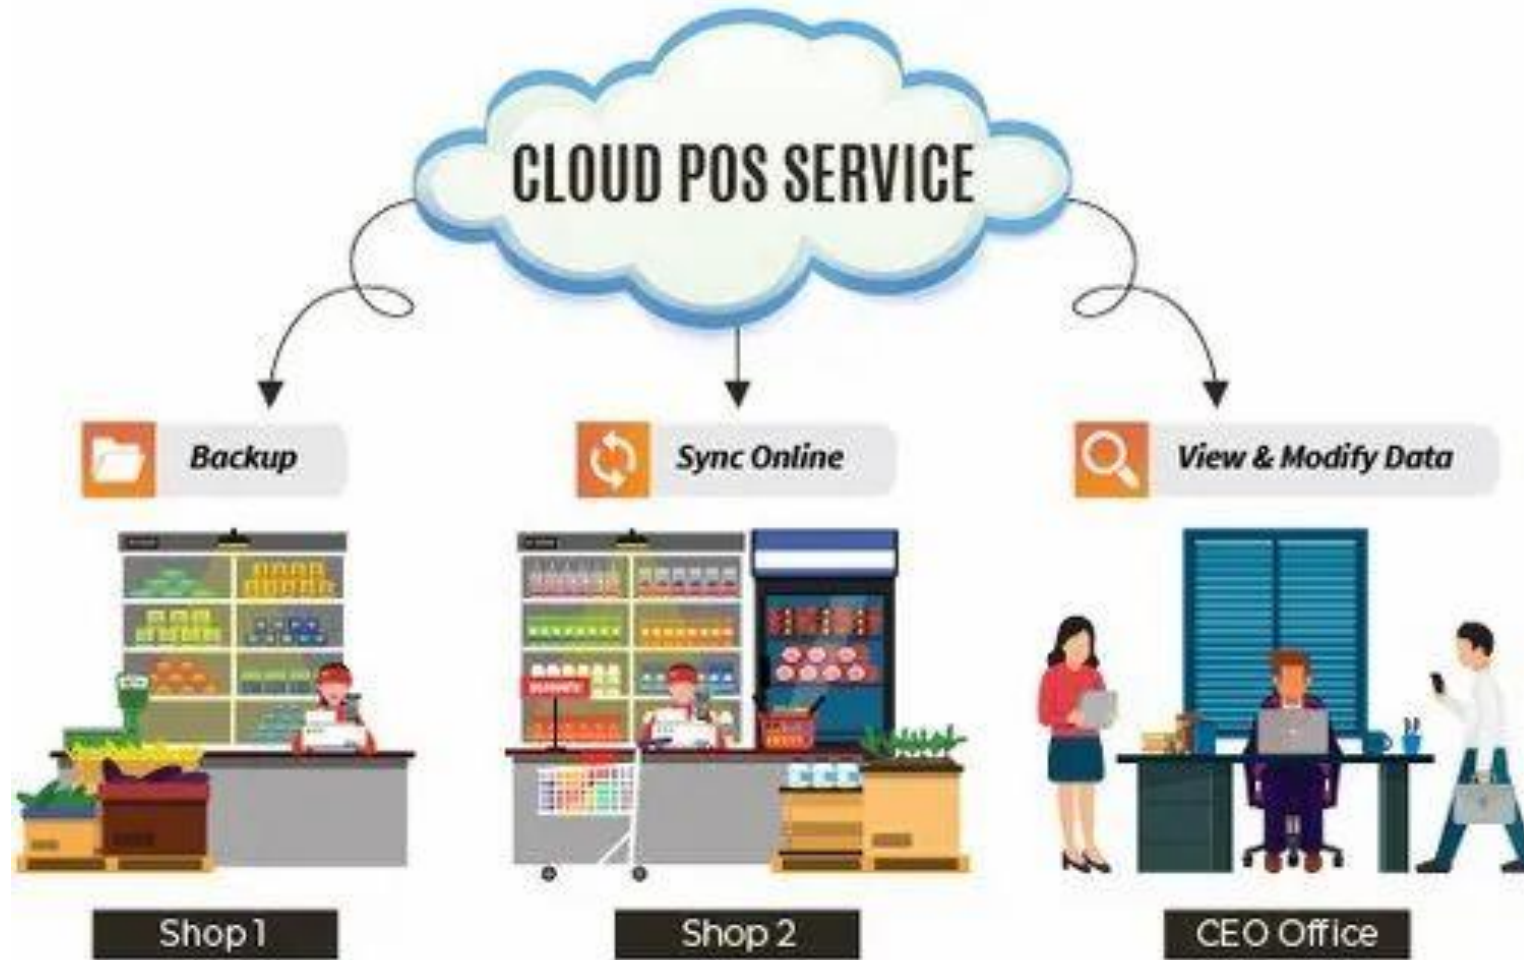 CLOUD POS SERVICE
Backup
Sync Online
View & Modify Data
Shop 1
Shop 2
CEO Office